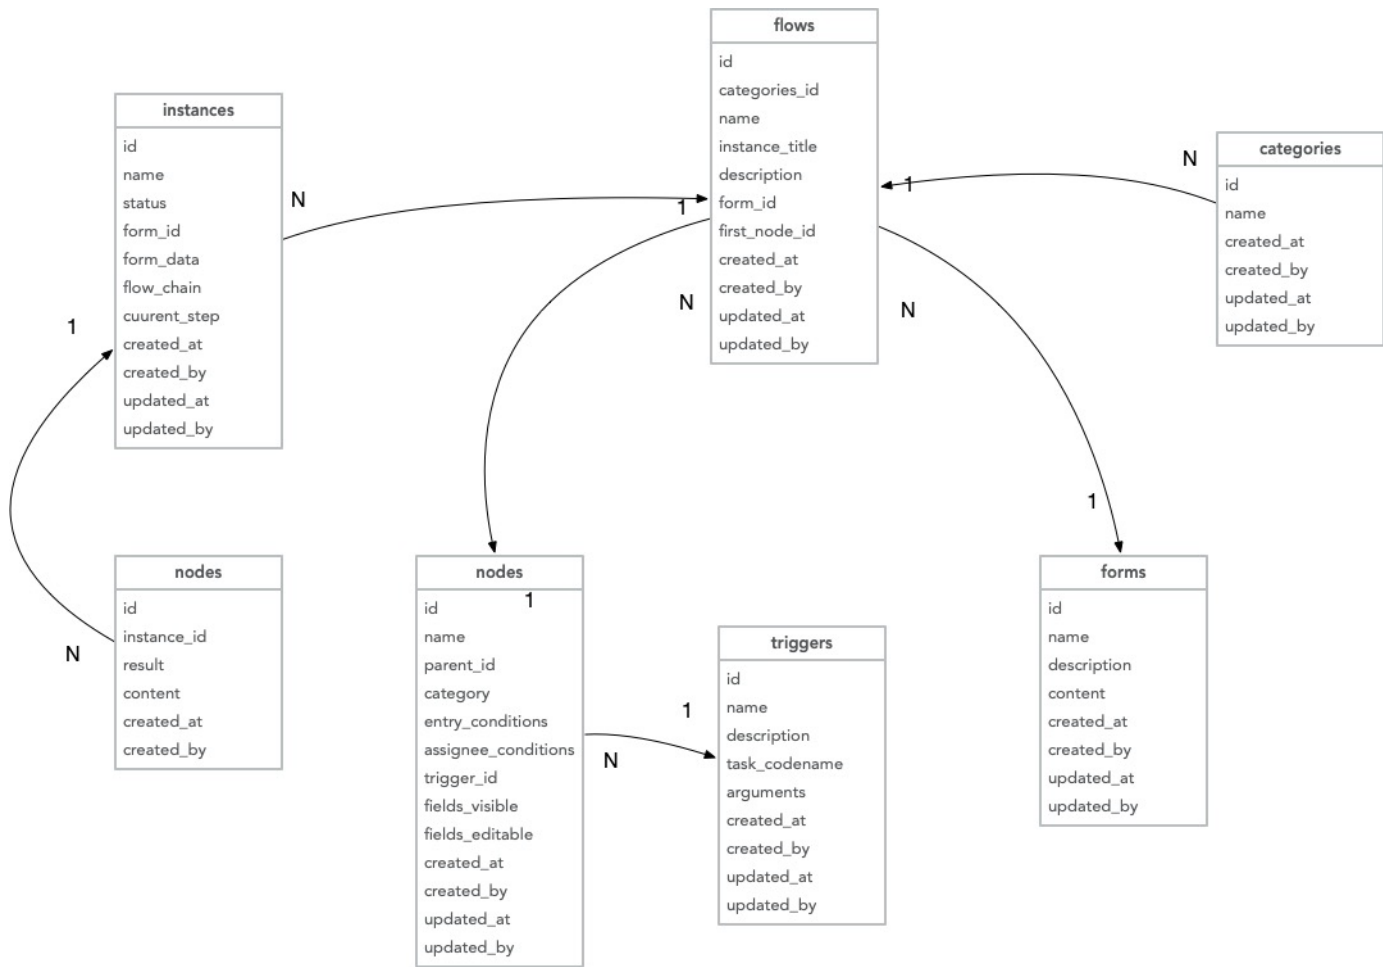 flows
id
categories_id
name
instance_title
description
form_id
first_node_id
created_at
created_by
updated_at
updated_by
instances
id
name
status
form_id
form_data
flow_chain
cuurent_step
created_at
created_by
updated_at
updated_by
categories
id
name
created_at
created_by
updated_at
updated_by
N
1
1
N
N
N
1
N
1
1
1
N
nodes
id
instance_id
result
content
created_at
created_by
nodes
id
name
parent_id
category
entry_conditions
assignee_conditions
trigger_id
fields_visible
fields_editable
created_at
created_by
updated_at
updated_by
triggers
id
name
description
task_codename
arguments
created_at
created_by
updated_at
updated_by
forms
id
name
description
content
created_at
created_by
updated_at
updated_by